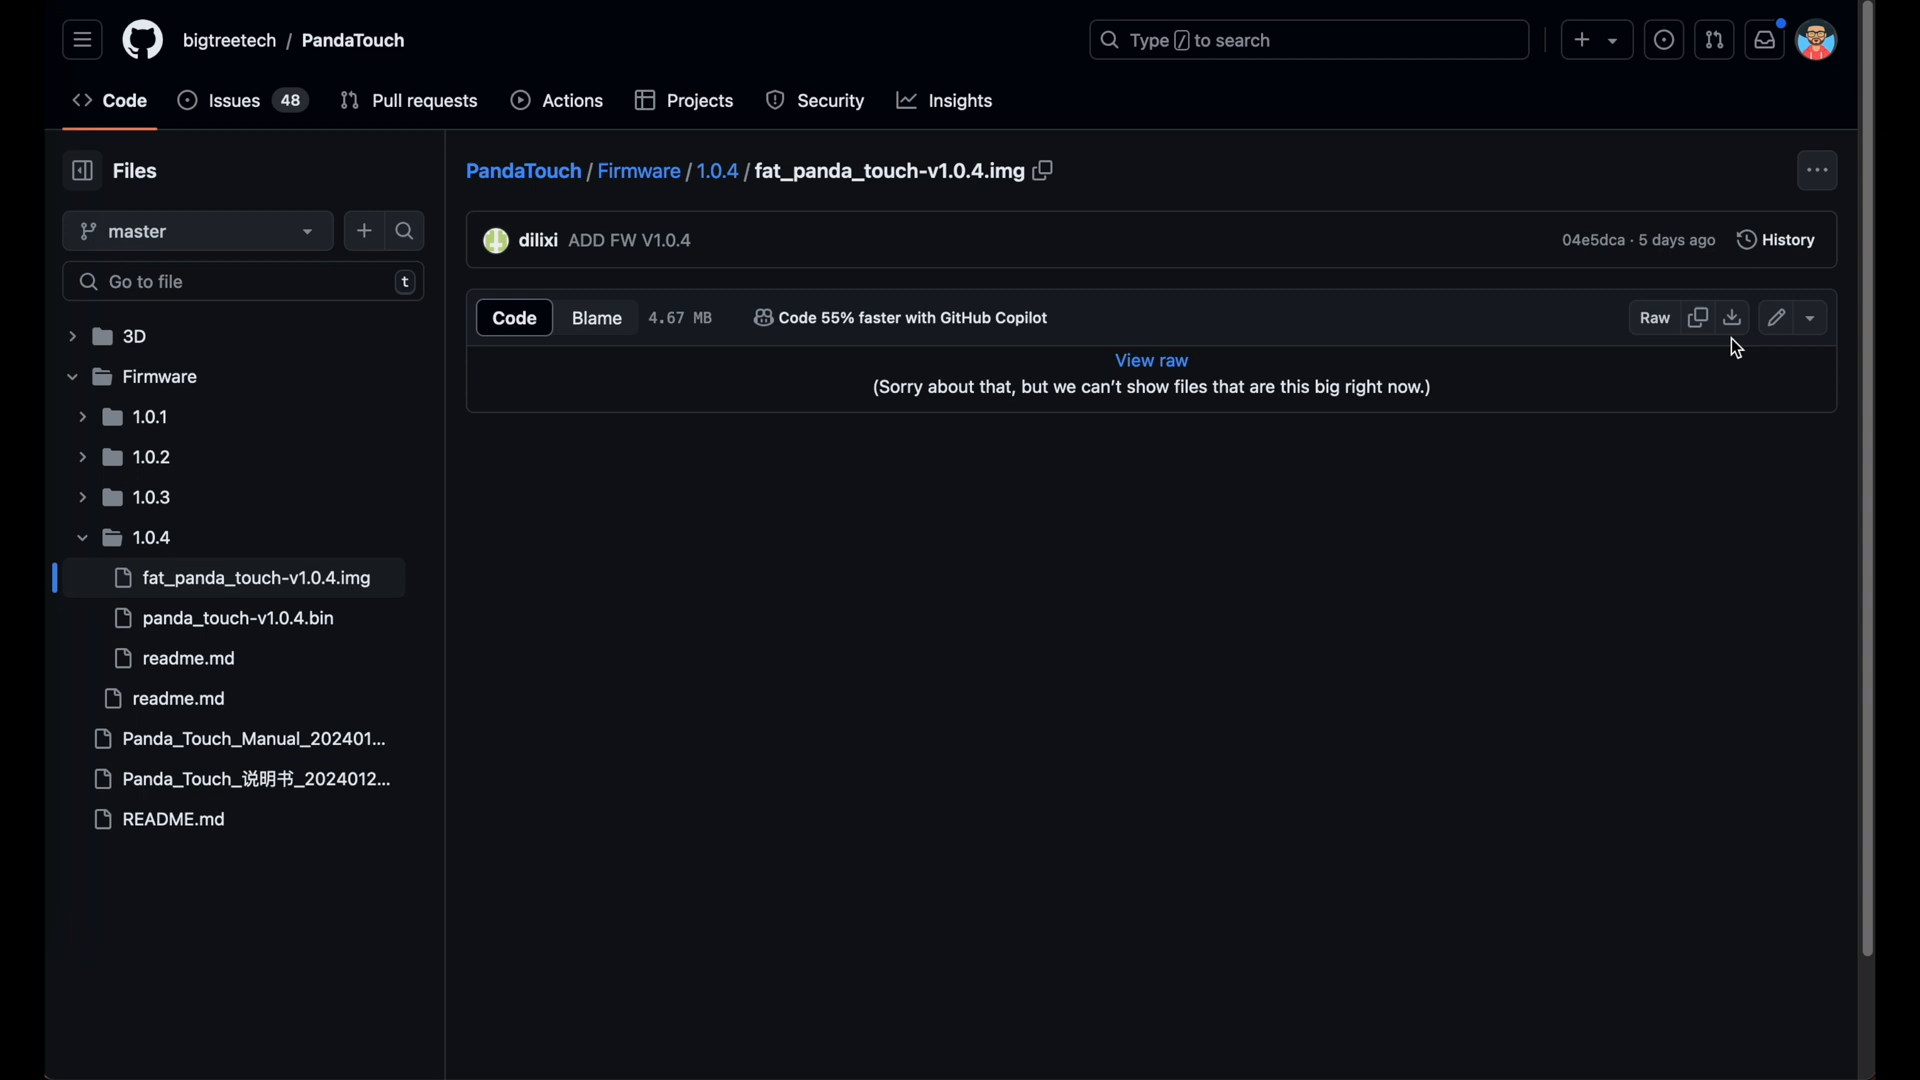 bigtreetech / PandaTouch
Type / to search
Code
Issues 48
Pull requests
Actions
Projects
Security
Insights
Files
master
Go to file
t
3D
Firmware
1.0.1
1.0.2
1.0.3
1.0.4
fat_panda_touch-v1.0.4.img
panda_touch-v1.0.4.bin
readme.md
readme.md
Panda_Touch_Manual_202401...
Panda_Touch_说明书_2024012...
README.md
PandaTouch / Firmware / 1.0.4 / fat_panda_touch-v1.0.4.img
dilixi ADD FW V1.0.4
04e5dca · 5 days ago
History
Code
Blame
4.67 MB
Code 55% faster with GitHub Copilot
Raw
View raw
(Sorry about that, but we can’t show files that are this big right now.)